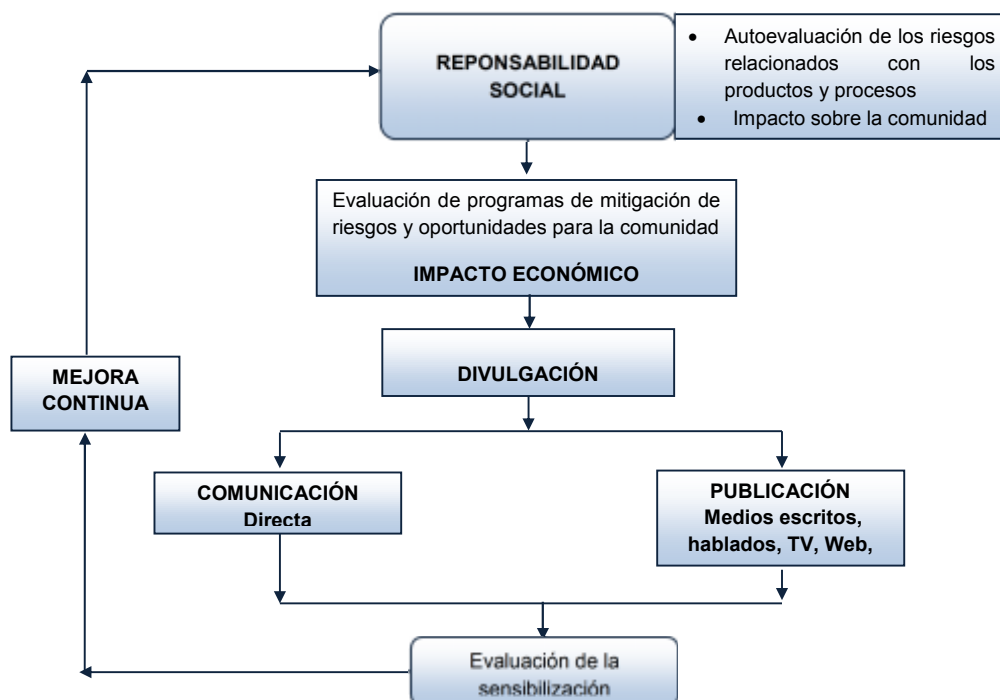 REPONSABILIDAD
SOCIAL
• Autoevaluación de los riesgos
relacionados con los
productos y procesos
• Impacto sobre la comunidad
Evaluación de programas de mitigación de
riesgos y oportunidades para la comunidad
IMPACTO ECONÓMICO
DIVULGACIÓN
MEJORA
CONTINUA
COMUNICACIÓN
Directa
PUBLICACIÓN
Medios escritos,
hablados, TV, Web,
Evaluación de la
sensibilización